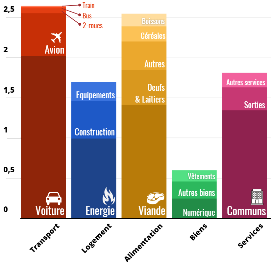 2,5
2
1,5
1
0,5
0
Train
Bus
2 roues
Avion
Voiture
Equipements
Construction
Energie
Boissons
Céréales
Autres
Oeufs
& Laitiers
Viande
Vêtements
Autres biens
Numérique
Autres services
Sorties
Communs
Transport
Logement
Alimentation
Biens
Services